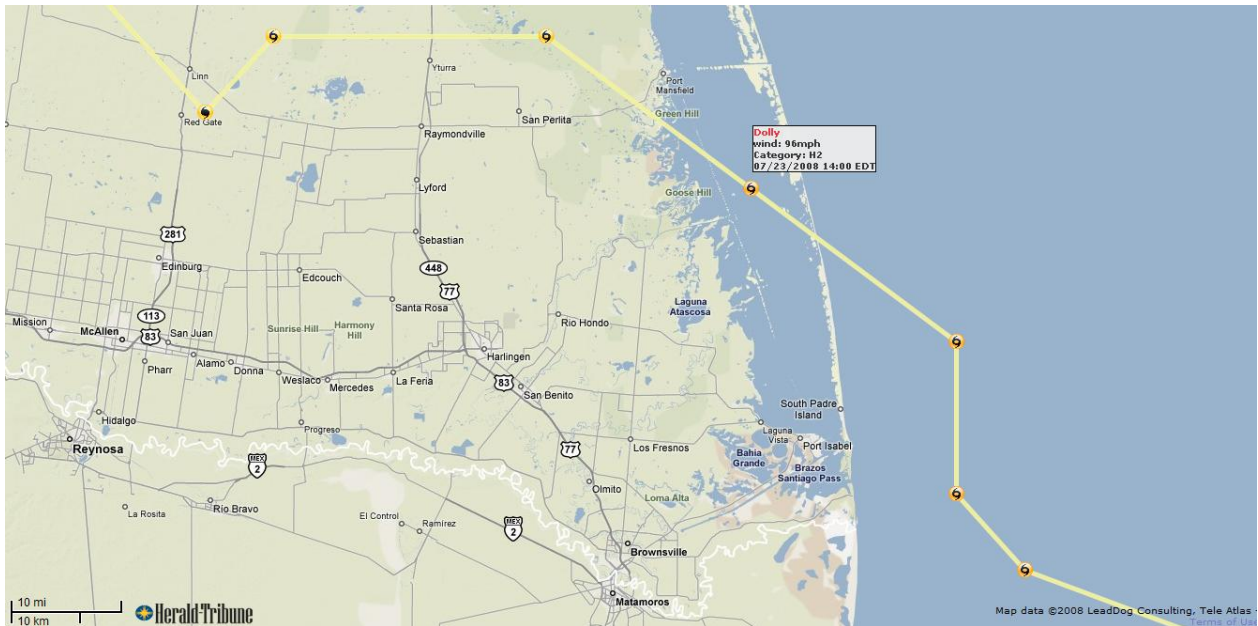 Linn
Yturra
Port
Mansfield
Red Gate
San Perlita
Green Hill
Raymondville
Dolly
wind: 96mph
Category: H2
07/23/2008 14:00 EDT
Lyford
Goose Hill
281
Sebastian
Edinburg
448
Edcouch
77
Santa Rosa
Laguna
Atascosa
113
Mission
McAllen
83
San Juan
Sunrise Hill
Harmony
Hill
Rio Hondo
Harlingen
Pharr
Alamo
Donna
Weslaco
Mercedes
La Feria
83
San Benito
Hidalgo
Progreso
South Padre
Island
Laguna
Vista
Port Isabel
Reynosa
77
Los Fresnos
Bahia
Grande
Brazos
Santiago Pass
MEX
2
Olmito
Loma Alta
La Rosita
Río Bravo
El Control
Ramírez
MEX
2
Brownsville
Matamoros
10 mi
10 km
Herald-Tribune
Map data ©2008 LeadDog Consulting, Tele Atlas -
Terms of Use